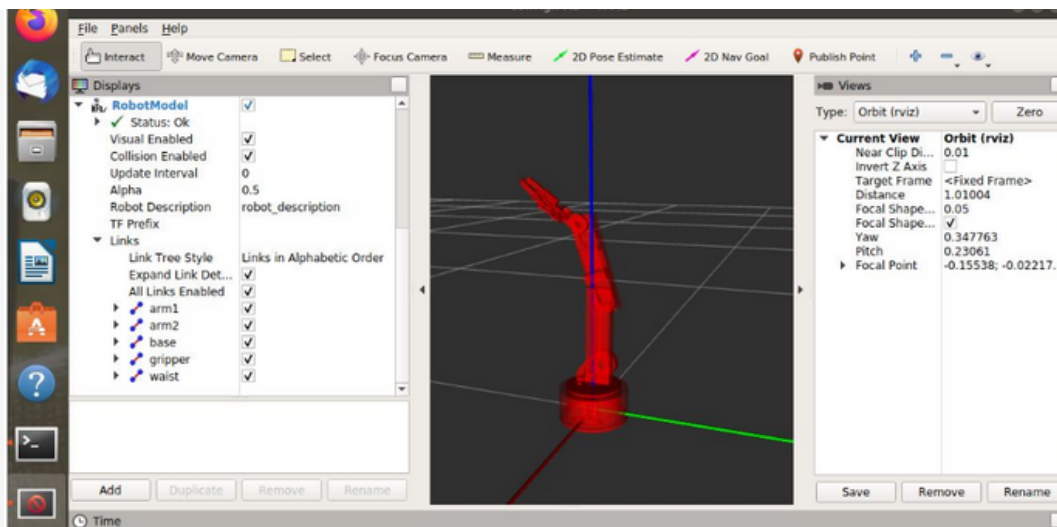 File Panels Help
Interact Move Camera Select Focus Camera Measure 2D Pose Estimate 2D Nav Goal Publish Point
Displays
RobotModel
Status: Ok
Visual Enabled
Collision Enabled
Update Interval 0
Alpha 0.5
Robot Description robot_description
TF Prefix
Links
Link Tree Style Links in Alphabetic Order
Expand Link Det...
All Links Enabled
arm1
arm2
base
gripper
waist
Add Duplicate Remove Rename
Views
Type: Orbit (rviz) Zero
Current View Orbit (rviz)
Near Clip Di... 0.01
Invert Z Axis
Target Frame <Fixed Frame>
Distance 1.01004
Focal Shape... 0.05
Focal Shape...
Yaw 0.347763
Pitch 0.23061
Focal Point -0.15538; -0.02217.
Save Remove Rename
Time